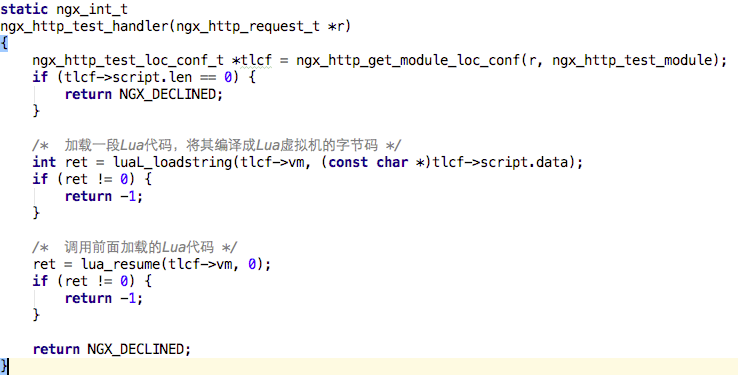 static ngx_int_t
ngx_http_test_handler(ngx_http_request_t *r)
{
    ngx_http_test_loc_conf_t *tlcf = ngx_http_get_module_loc_conf(r, ngx_http_test_module);
    if (tlcf->script.len == 0) {
        return NGX_DECLINED;
    }

    /*  加载一段Lua代码，将其编译成Lua虚拟机的字节码 */
    int ret = luaL_loadstring(tlcf->vm, (const char *)tlcf->script.data);
    if (ret != 0) {
        return -1;
    }

    /*  调用前面加载的Lua代码 */
    ret = lua_resume(tlcf->vm, 0);
    if (ret != 0) {
        return -1;
    }

    return NGX_DECLINED;
}